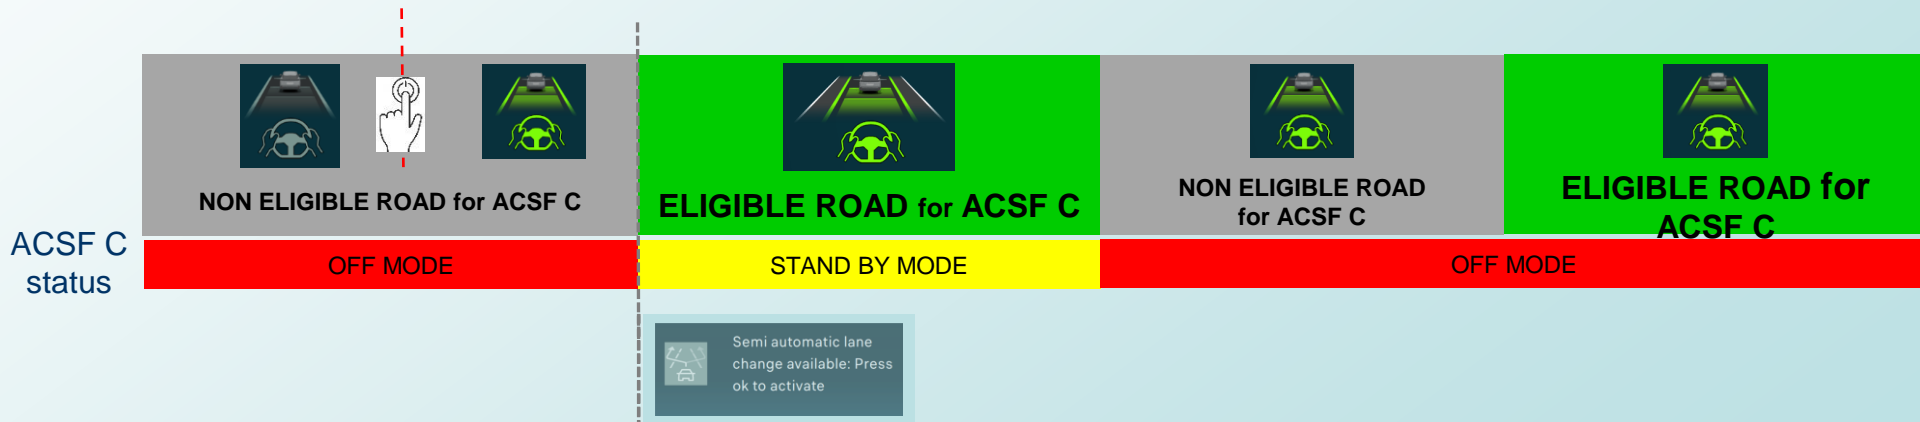 NON ELIGIBLE ROAD for ACSF C
ELIGIBLE ROAD for ACSF C
NON ELIGIBLE ROAD
for ACSF C
ELIGIBLE ROAD for
ACSF C
ACSF C
status
OFF MODE
STAND BY MODE
OFF MODE
Semi automatic lane
change available: Press
ok to activate